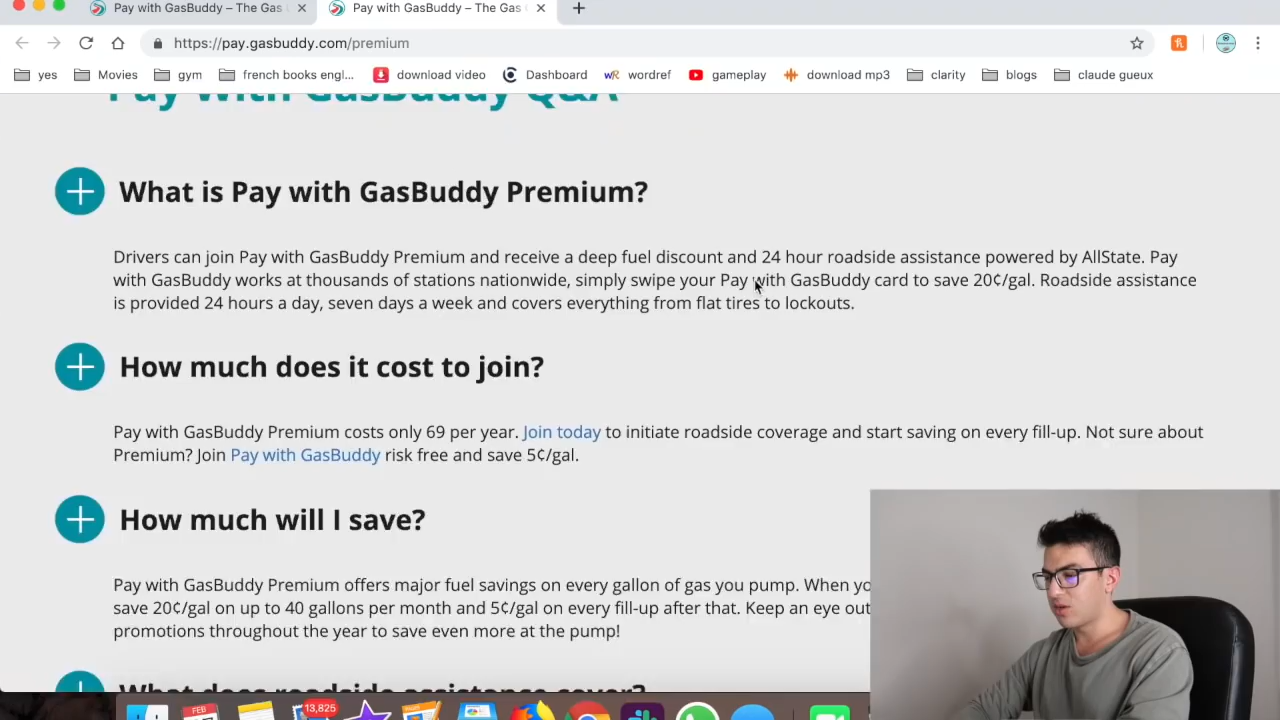 Pay with GasBuddy – The Gas
Pay with GasBuddy – The Gas
https://pay.gasbuddy.com/premium
yes
Movies
gym
french books engl...
download video
Dashboard
wordref
gameplay
download mp3
clarity
blogs
claude gueux
Pay with GasBuddy Q&A
What is Pay with GasBuddy Premium?
Drivers can join Pay with GasBuddy Premium and receive a deep fuel discount and 24 hour roadside assistance powered by AllState. Pay
with GasBuddy works at thousands of stations nationwide, simply swipe your Pay with GasBuddy card to save 20¢/gal. Roadside assistance
is provided 24 hours a day, seven days a week and covers everything from flat tires to lockouts.
How much does it cost to join?
Pay with GasBuddy Premium costs only 69 per year. Join today to initiate roadside coverage and start saving on every fill-up. Not sure about
Premium? Join Pay with GasBuddy risk free and save 5¢/gal.
How much will I save?
Pay with GasBuddy Premium offers major fuel savings on every gallon of gas you pump. When yo
save 20¢/gal on up to 40 gallons per month and 5¢/gal on every fill-up after that. Keep an eye out
promotions throughout the year to save even more at the pump!
What does roadside assistance cover?
FEB
13,825